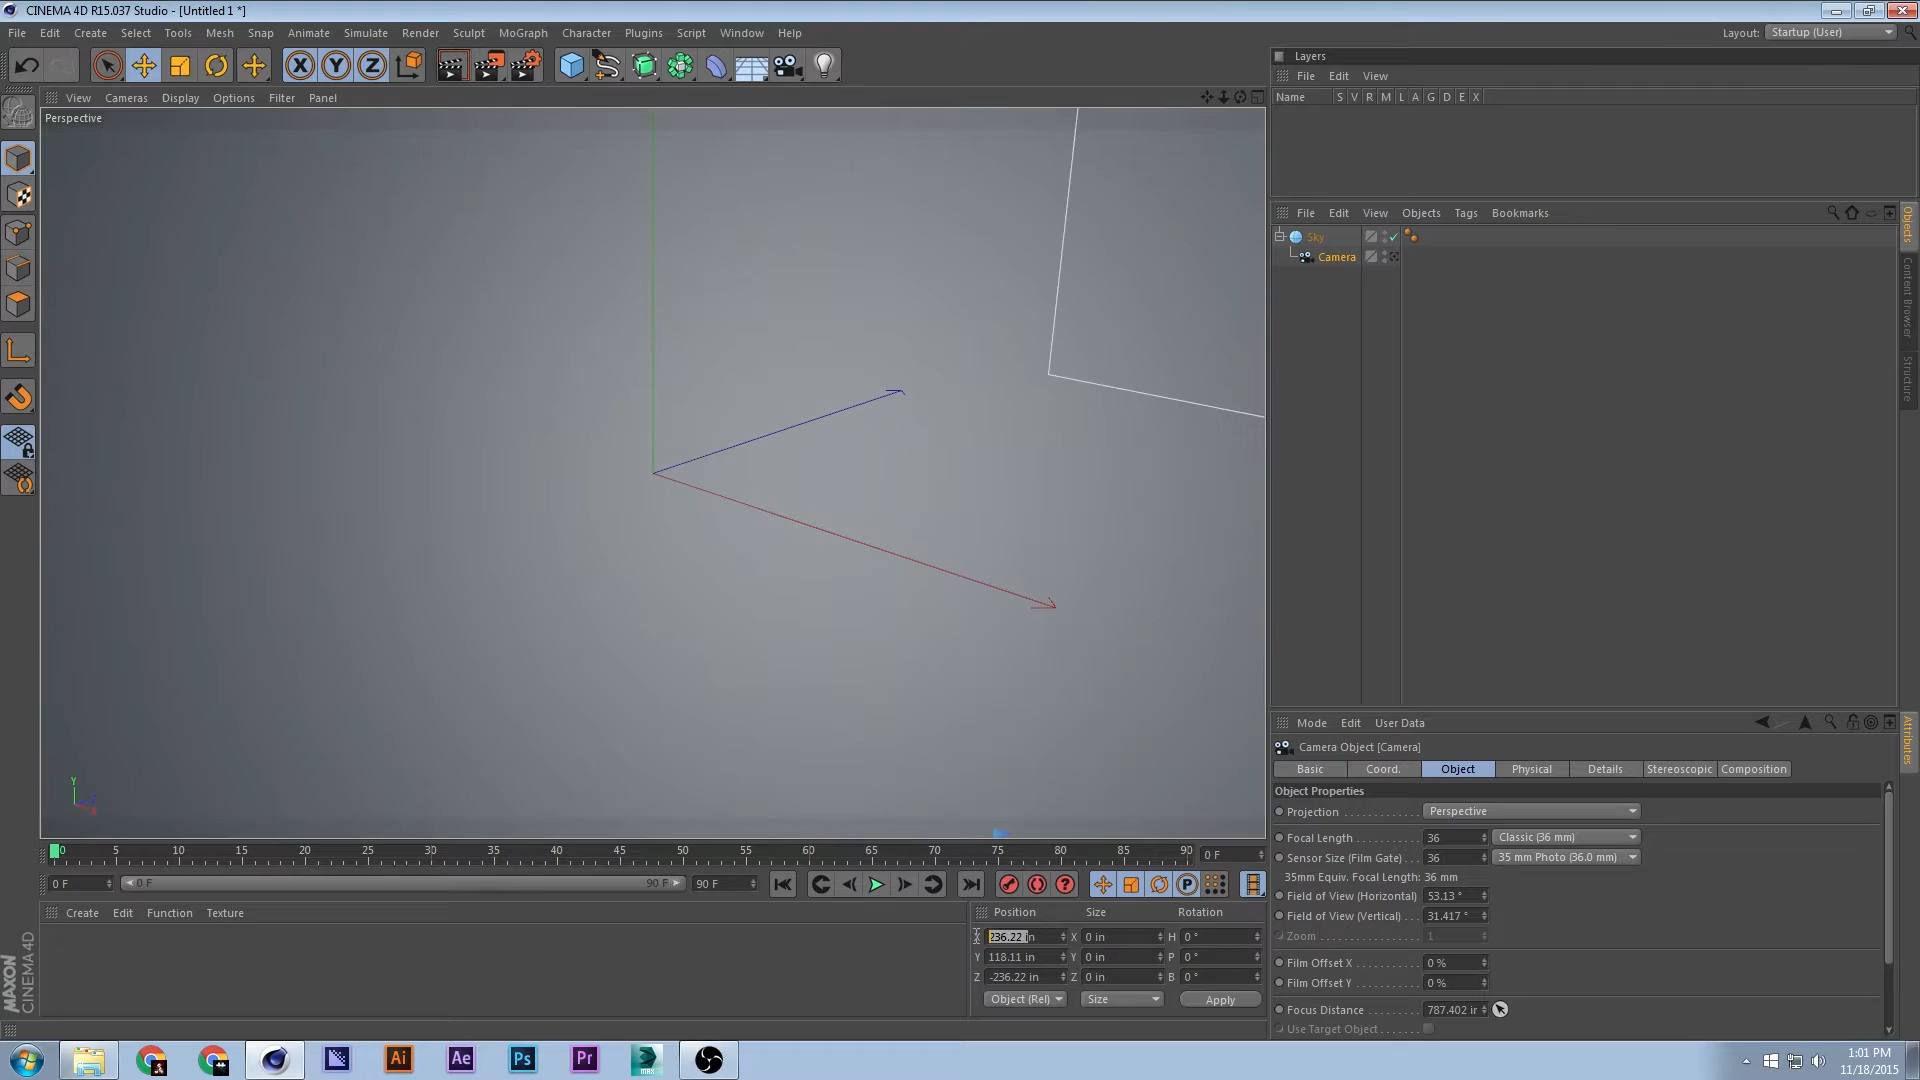 CINEMA 4D R15.037 Studio - [Untitled 1 *]
File Edit Create Select Tools Mesh Snap Animate Simulate Render Sculpt MoGraph Character Plugins Script Window Help
Layout: Startup (User)
X Y Z
Layers
File Edit View
Name S V R M L A G D E X
View Cameras Display Options Filter Panel
Perspective
File Edit View Objects Tags Bookmarks
Sky
Camera
Objects
Content Browser
Structure
Y
Mode Edit User Data
Attributes
Camera Object [Camera]
Basic Coord. Object Physical Details Stereoscopic Composition
Object Properties
Projection . . . . . . . . . . . . Perspective
Focal Length . . . . . . . . . . 36 Classic (36 mm)
Sensor Size (Film Gate) . . . 36 35 mm Photo (36.0 mm)
35mm Equiv. Focal Length: 36 mm
Field of View (Horizontal) 53.13 °
Field of View (Vertical) . . . 31.417 °
Zoom . . . . . . . . . . . . . . . 1
Film Offset X . . . . . . . . . . 0 %
Film Offset Y . . . . . . . . . . 0 %
Focus Distance . . . . . . . . 787.402 ir
Use Target Object . . . . . . .
0 5 10 15 20 25 30 35 40 45 50 55 60 65 70 75 80 85 90 0 F
0 F 0 F 90 F 90 F
P
Create Edit Function Texture
Position Size Rotation
X 236.22 in X 0 in H 0 °
Y 118.11 in Y 0 in P 0 °
Z -236.22 in Z 0 in B 0 °
Object (Rel) Size Apply
MAXON
CINEMA 4D
Ai Ae Ps Pr MAX
1:01 PM
11/18/2015